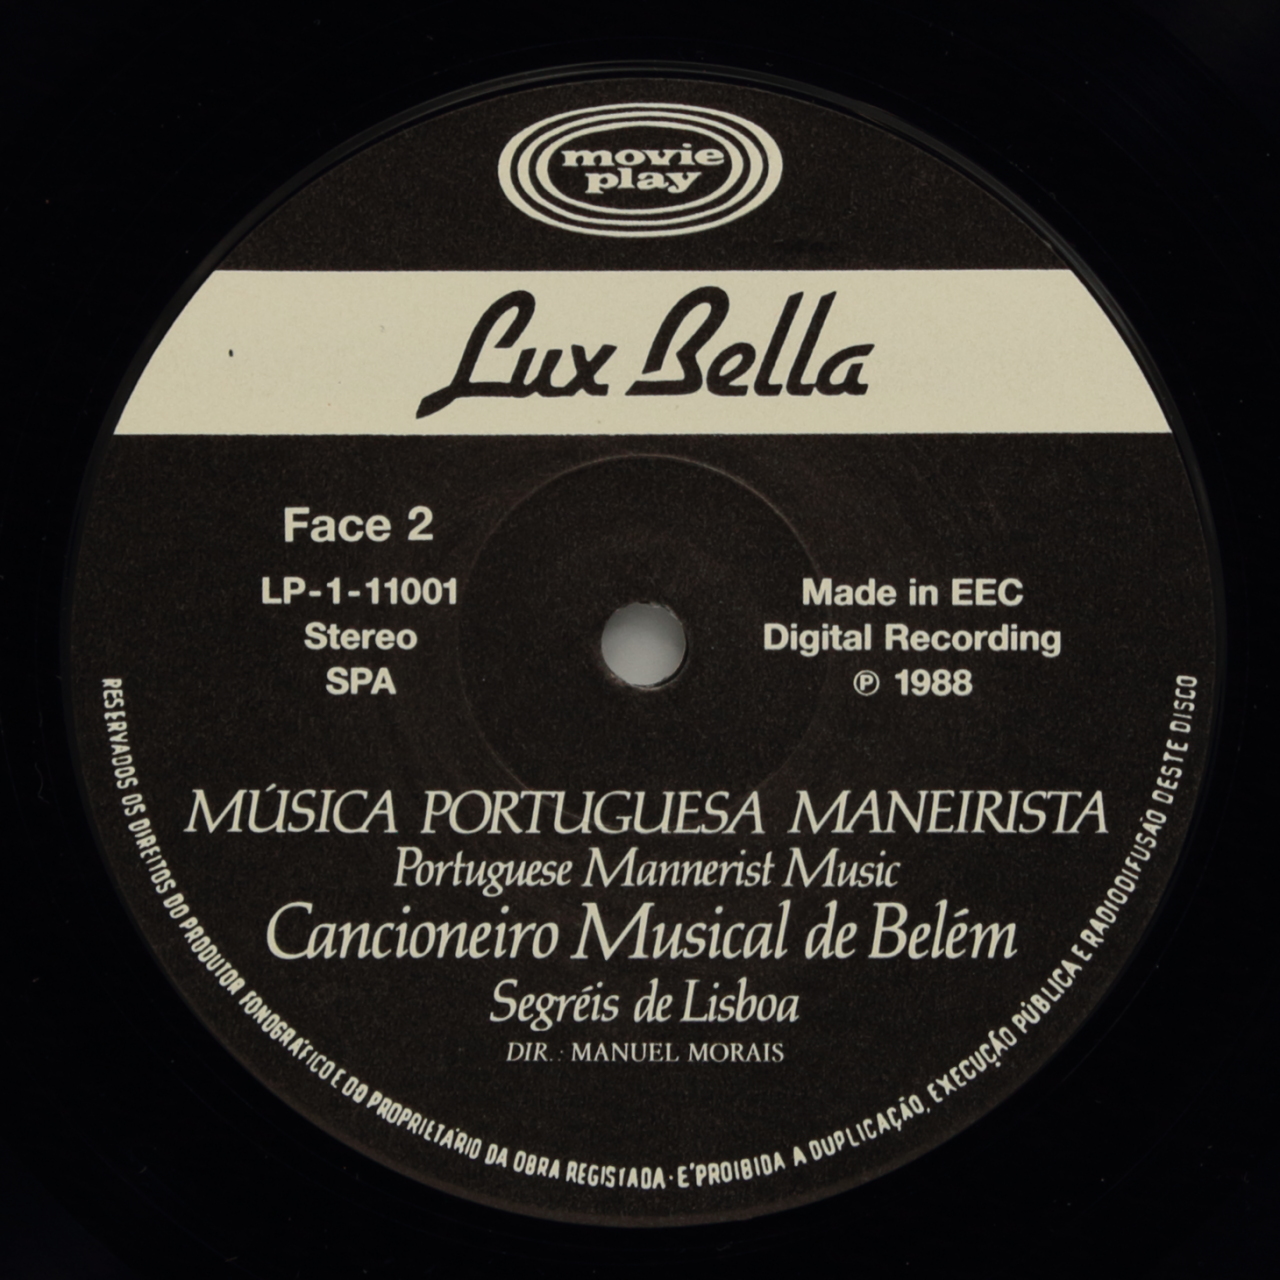 movie
play
Lux Bella
Face 2
LP-1-11001
Stereo
SPA
Made in EEC
Digital Recording
℗ 1988
MÚSICA PORTUGUESA MANEIRISTA
Portuguese Mannerist Music
Cancioneiro Musical de Belém
Segréis de Lisboa
DIR.: MANUEL MORAIS
RESERVADOS OS DIREITOS DO PRODUTOR FONOGRÁFICO E DO PROPRIETÁRIO DA OBRA REGISTADA · E'PROIBIDA A DUPLICAÇÃO, EXECUÇÃO PÚBLICA E RADIODIFUSÃO DESTE DISCO